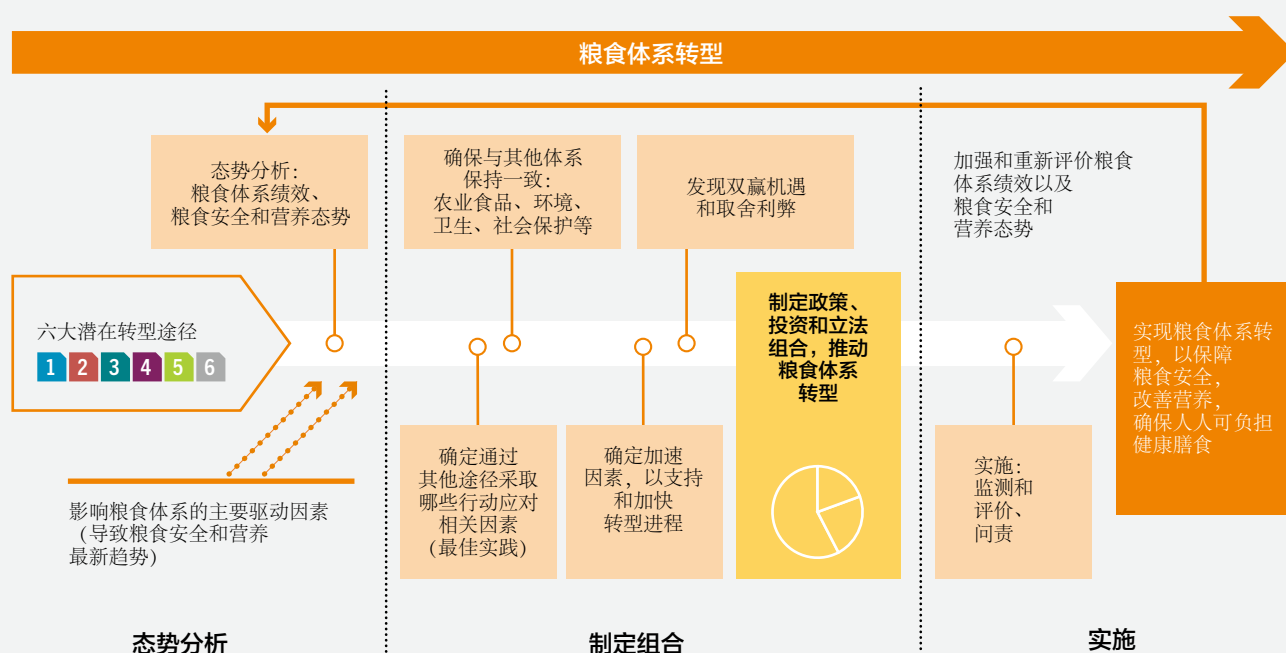 粮食体系转型
态势分析：
粮食体系绩效、
粮食安全和营养态势
确保与其他体系
保持一致：
农业食品、环境、
卫生、社会保护等
发现双赢机遇
和取舍利弊
加强和重新评价粮食
体系绩效以及
粮食安全和
营养态势
六大潜在转型途径
1 2 3 4 5 6
制定政策、
投资和立法
组合，推动
粮食体系
转型
实现粮食体系转
型，以保障
粮食安全，
改善营养，
确保人人可负担
健康膳食
影响粮食体系的主要驱动因素
（导致粮食安全和营养
最新趋势）
确定通过
其他途径采取
哪些行动应对
相关因素
（最佳实践）
确定加速
因素，以支持
和加快
转型进程
实施：
监测和
评价、
问责
态势分析
制定组合
实施